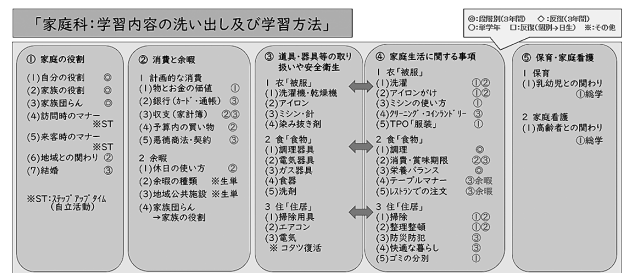 「家庭科:学習内容の洗い出し及び学習方法」
◎:段階別(3年間) ◇:反復(3年間)
○:単学年 □:反復(個別→日生) ※:その他
① 家庭の役割
(1)自分の役割 ◎
(2)家族の役割 ◎
(3)家族団らん ◎
(4)訪問時のマナー
※ST
(5)来客時のマナー
※ST
(6)地域との関わり ②
(7)結婚 ③
※ST:ステップアップタイム
(自立活動)
② 消費と余暇
1 計画的な消費
(1)物とお金の価値 ①
(2)銀行(カード・通帳) ③
(3)収支(家計簿) ②③
(4)予算内の買い物 ②
(5)悪徳商法・契約 ③
2 余暇
(1)休日の使い方 ②
(2)余暇の種類 ※生単
(3)地域公共施設 ※生単
(4)家族団らん
→家族の役割
③ 道具・器具等の取り
扱いや安全衛生
1 衣「被服」
(1)洗濯機・乾燥機
(2)アイロン
(3)ミシン・針
(4)染み抜き剤
2 食「食物」
(1)調理器具
(2)電気器具
(3)ガス器具
(4)食器
(5)洗剤
3 住「住居」
(1)掃除用具
(2)エアコン
(3)電気
※ コタツ復活
④ 家庭生活に関する事項
1 衣「被服」
(1)洗濯 ①②
(2)アイロンがけ ①②
(3)ミシンの使い方 ①
(4)クリーニング・コインランドリー ③
(5)TPO「服装」 ①
2 食「食物」
(1)調理 ◎
(2)消費・賞味期限 ②③
(3)栄養バランス ◎
(4)テーブルマナー ③余暇
(5)レストランでの注文 ③余暇
3 住「住居」
(1)掃除 ①②
(2)整理整頓 ①②
(3)防災防犯 ③
(4)快適な暮らし ③
(5)ゴミの分別 ①
⑤ 保育・家庭看護
1 保育
(1)乳幼児との関わり
①総学
2 家庭看護
(1)高齢者との関わり
①総学